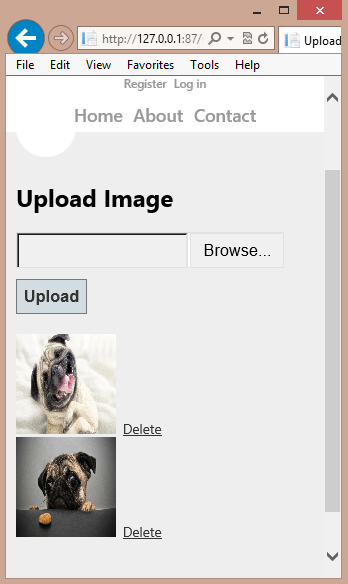 http://127.0.0.1:87/
Upload
File Edit View Favorites Tools Help
Register Log in
Home About Contact
Upload Image
Browse...
Upload
Delete
Delete